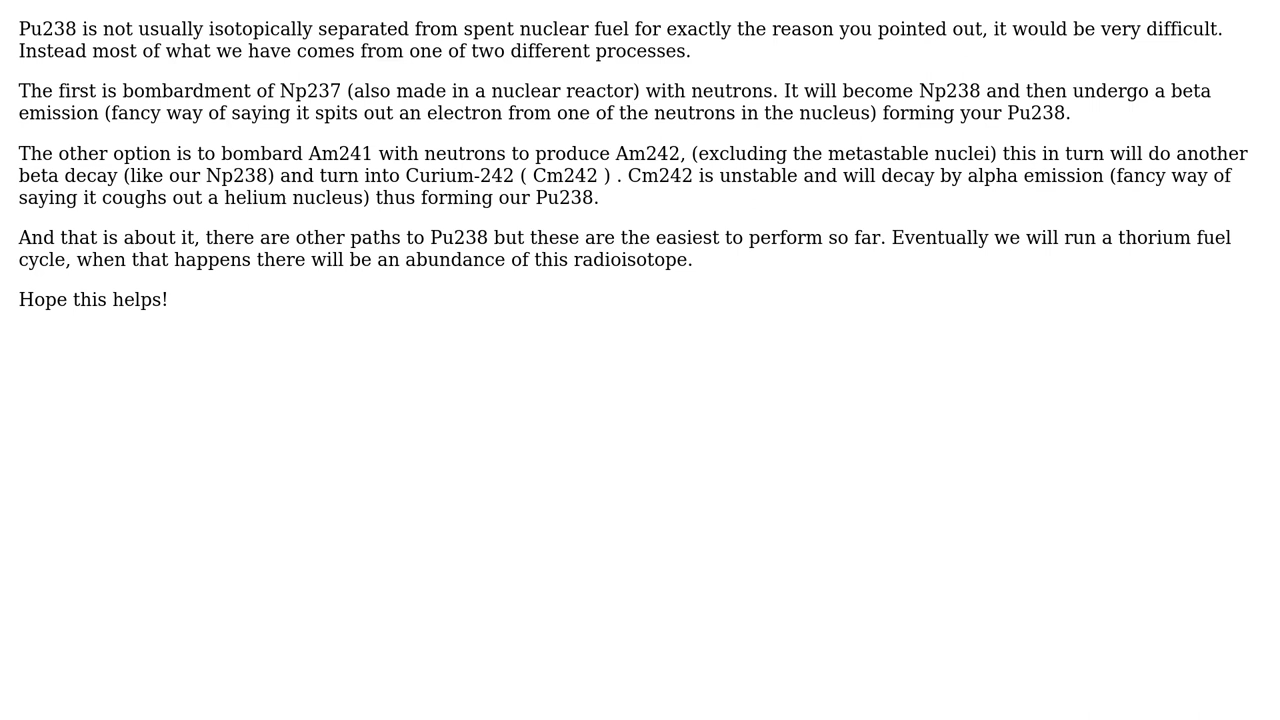 Pu238 is not usually isotopically separated from spent nuclear fuel for exactly the reason you pointed out, it would be very difficult.
Instead most of what we have comes from one of two different processes.
The first is bombardment of Np237 (also made in a nuclear reactor) with neutrons. It will become Np238 and then undergo a beta
emission (fancy way of saying it spits out an electron from one of the neutrons in the nucleus) forming your Pu238.
The other option is to bombard Am241 with neutrons to produce Am242, (excluding the metastable nuclei) this in turn will do another
beta decay (like our Np238) and turn into Curium-242 ( Cm242 ) . Cm242 is unstable and will decay by alpha emission (fancy way of
saying it coughs out a helium nucleus) thus forming our Pu238.
And that is about it, there are other paths to Pu238 but these are the easiest to perform so far. Eventually we will run a thorium fuel
cycle, when that happens there will be an abundance of this radioisotope.
Hope this helps!